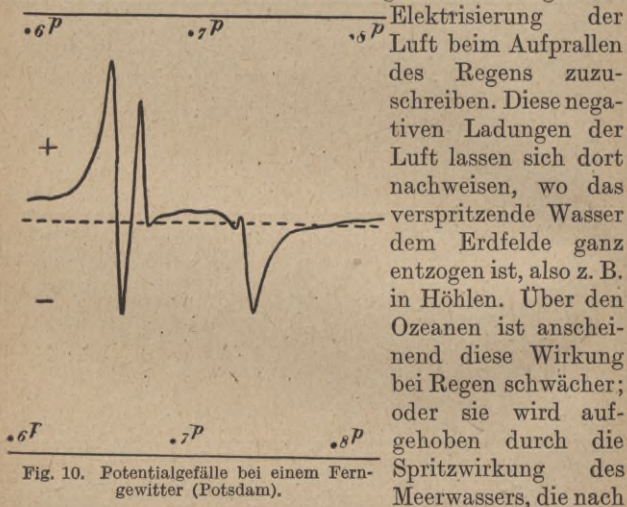 .6p .7p .8p
+
−
.6p .7p .8p
Fig. 10. Potentialgefälle bei einem Fern-
gewitter (Potsdam).
Elektrisierung der
Luft beim Aufprallen
des Regens zuzu-
schreiben. Diese nega-
tiven Ladungen der
Luft lassen sich dort
nachweisen, wo das
verspritzende Wasser
dem Erdfelde ganz
entzogen ist, also z. B.
in Höhlen. Über den
Ozeanen ist anschei-
nend diese Wirkung
bei Regen schwächer;
oder sie wird auf-
gehoben durch die
Spritzwirkung des
Meerwassers, die nach